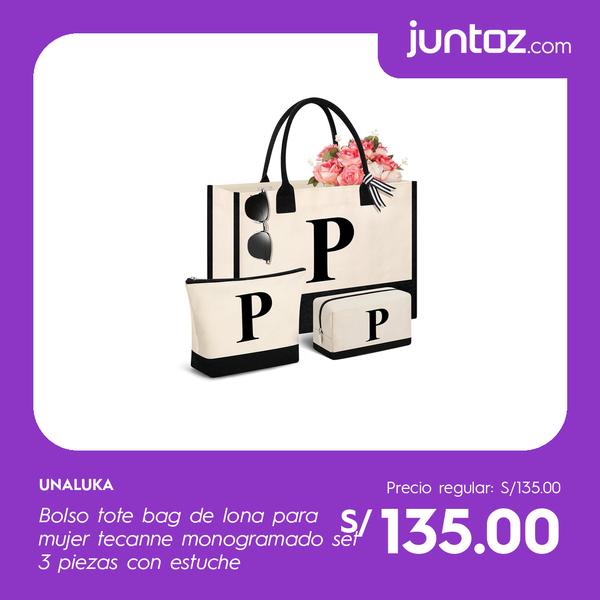 juntoz.com
P
P
P
UNALUKA
Precio regular: S/135.00
Bolso tote bag de lona para
mujer tecanne monogramado set
3 piezas con estuche
S/ 135.00